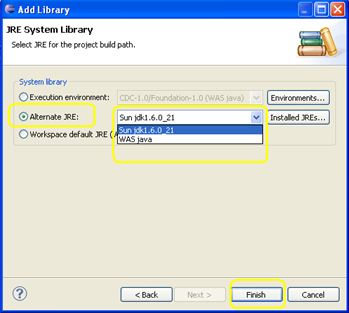 Add Library
JRE System Library
Select JRE for the project build path.
System library
Execution environment:
CDC-1.0/Foundation-1.0 (WAS java)
Environments...
Alternate JRE:
Sun jdk1.6.0_21
Installed JREs...
Sun jdk1.6.0_21
WAS java
Workspace default JRE (
?
< Back
Next >
Finish
Cancel